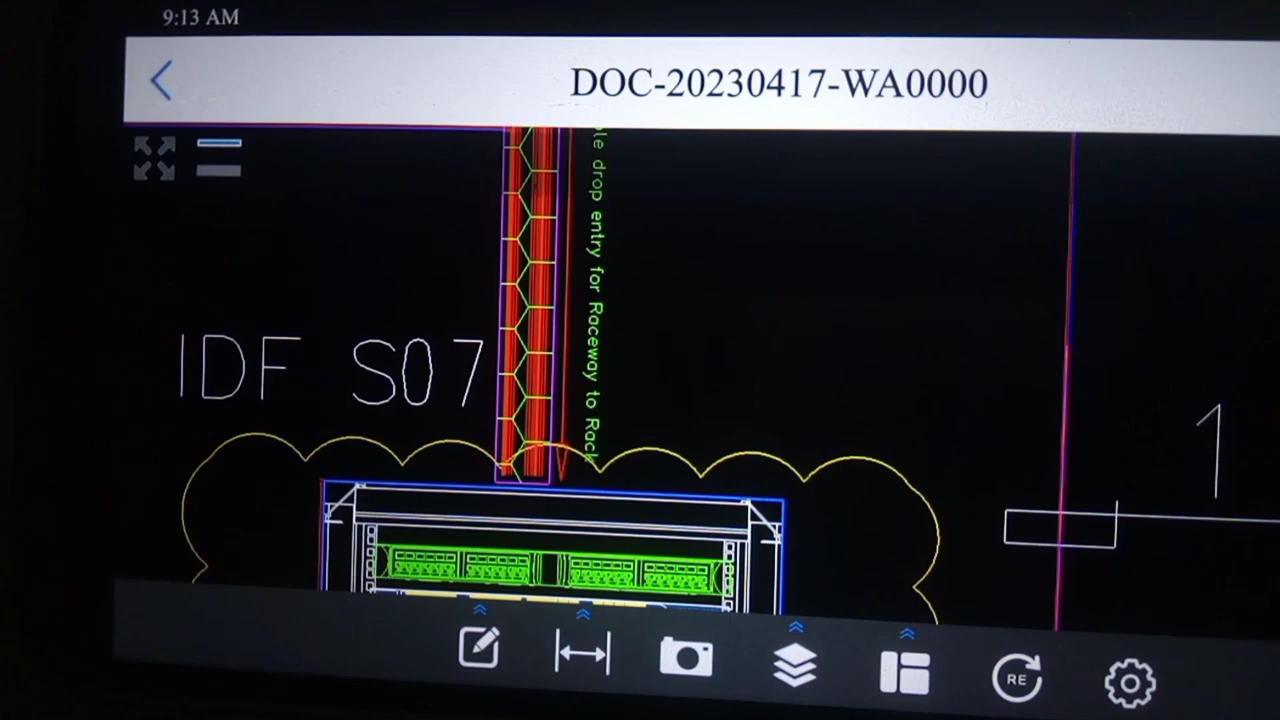 9:13 AM
DOC-20230417-WA0000
drop entry for Raceway to Rack
IDF S07
1
RE